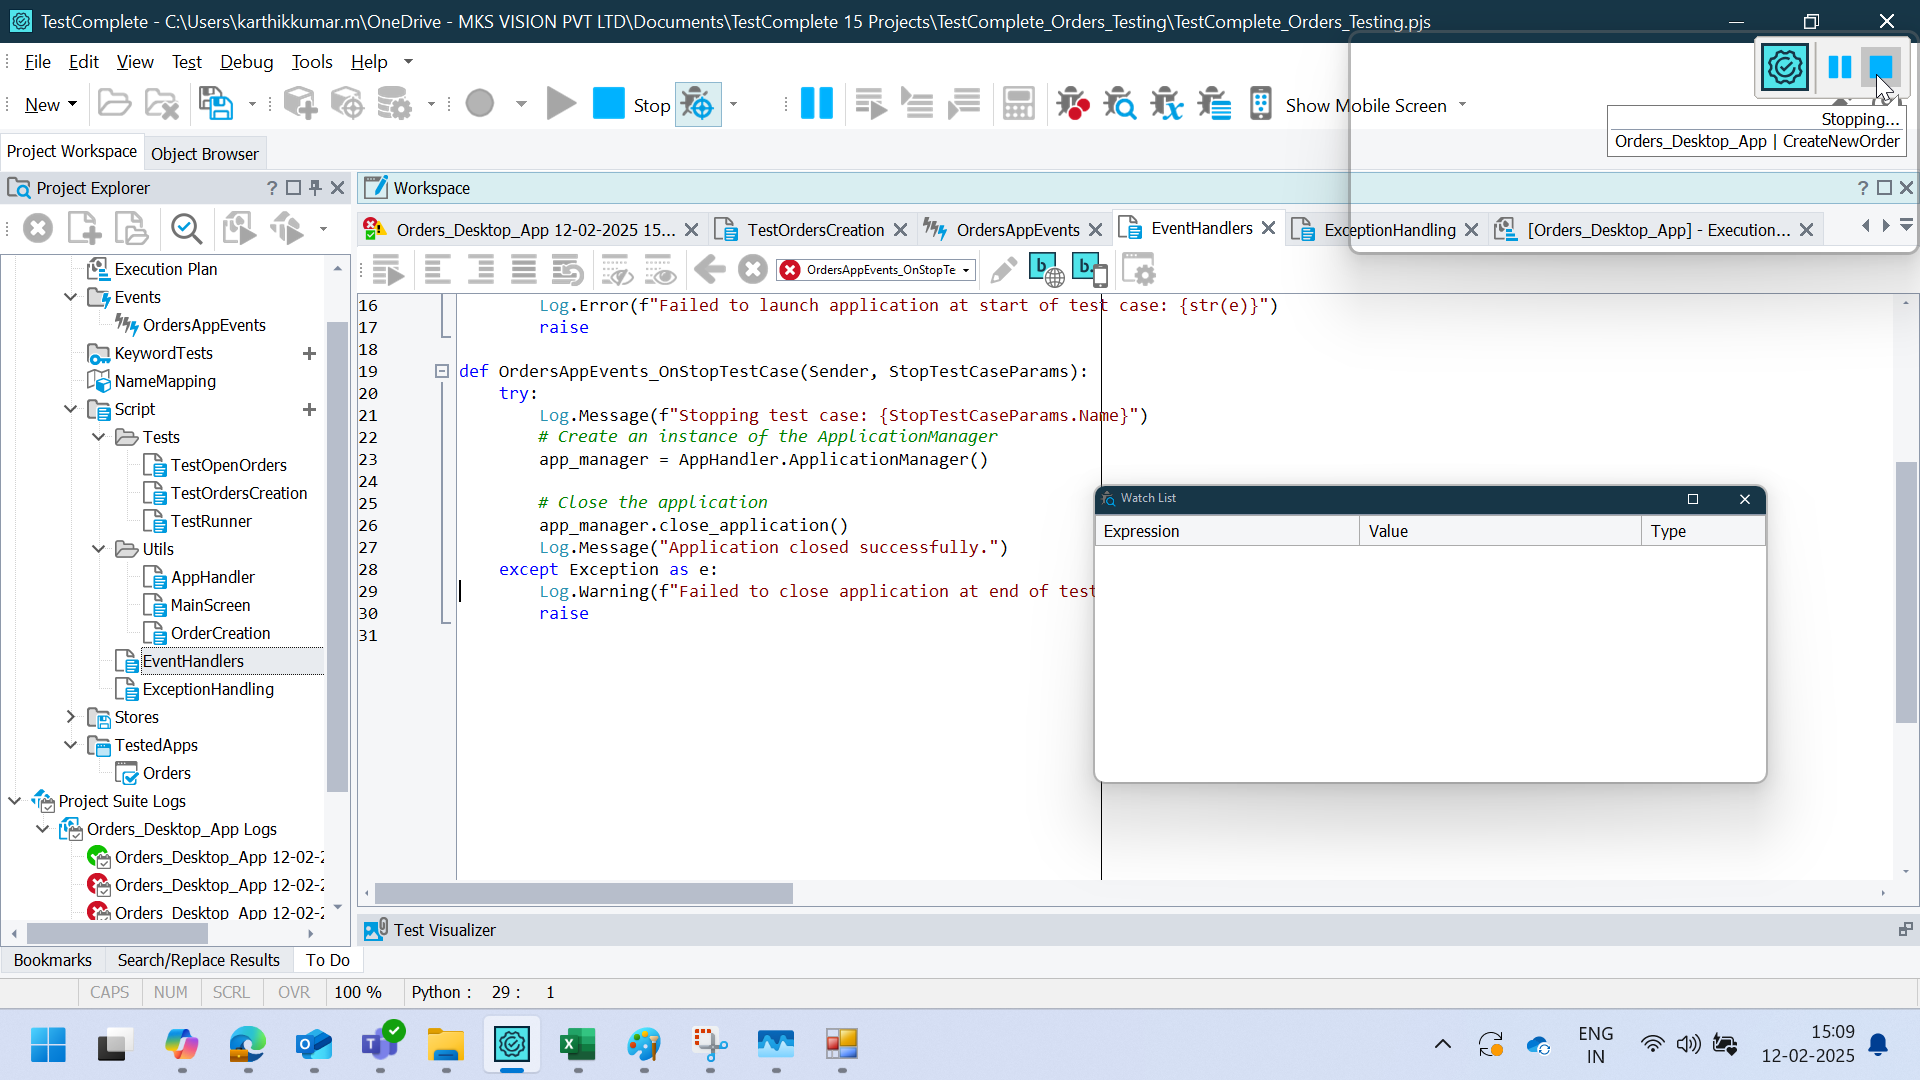 TestComplete - C:\Users\karthikkumar.m\OneDrive - MKS VISION PVT LTD\Documents\TestComplete 15 Projects\TestComplete_Orders_Testing\TestComplete_Orders_Testing.pjs
File Edit View Test Debug Tools Help
New Stop Show Mobile Screen
Stopping...
Orders_Desktop_App | CreateNewOrder
Project Workspace Object Browser
Project Explorer
Workspace
Orders_Desktop_App 12-02-2025 15... TestOrdersCreation OrdersAppEvents EventHandlers ExceptionHandling [Orders_Desktop_App] - Execution...
OrdersAppEvents_OnStopTe
Execution Plan
Events
OrdersAppEvents
KeywordTests
NameMapping
Script
Tests
TestOpenOrders
TestOrdersCreation
TestRunner
Utils
AppHandler
MainScreen
OrderCreation
EventHandlers
ExceptionHandling
Stores
TestedApps
Orders
Project Suite Logs
Orders_Desktop_App Logs
Orders_Desktop_App 12-02-2
Orders_Desktop_App 12-02-2
Orders_Desktop_App 12-02-2
16 Log.Error(f"Failed to launch application at start of test case: {str(e)}")
17 raise
18
19 def OrdersAppEvents_OnStopTestCase(Sender, StopTestCaseParams):
20 try:
21 Log.Message(f"Stopping test case: {StopTestCaseParams.Name}")
22 # Create an instance of the ApplicationManager
23 app_manager = AppHandler.ApplicationManager()
24
25 # Close the application
26 app_manager.close_application()
27 Log.Message("Application closed successfully.")
28 except Exception as e:
29 Log.Warning(f"Failed to close application at end of test
30 raise
31
Watch List
Expression Value Type
Test Visualizer
Bookmarks Search/Replace Results To Do
CAPS NUM SCRL OVR 100 % Python : 29 : 1
ENG
IN
15:09
12-02-2025